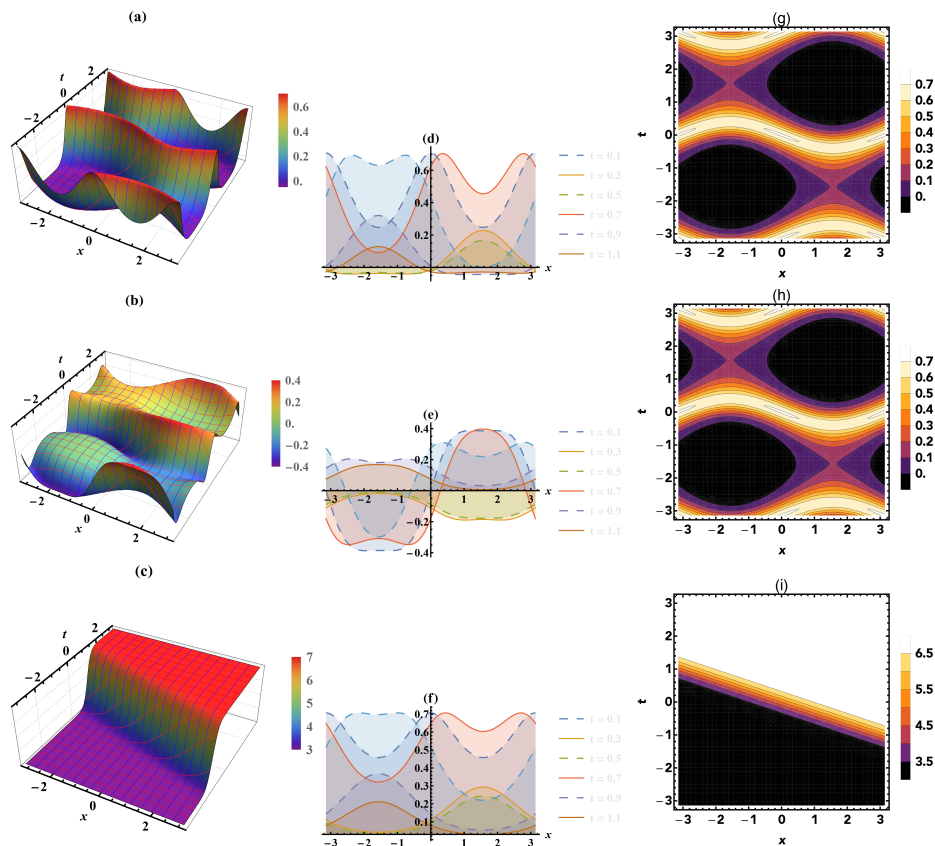 (a)
t
2
0
−2
−2
0
x
2
0.6
0.4
0.2
0.
(d)
0.6
0.4
0.2
−3 −2 −1 1 2 3
x
t = 0.1
t = 0.3
t = 0.5
t = 0.7
t = 0.9
t = 1.1
(g)
3
2
1
0
−1
−2
−3
t
−3 −2 −1 0 1 2 3
x
0.7
0.6
0.5
0.4
0.3
0.2
0.1
0.
(b)
t
2
0
−2
−2
0
x
2
0.4
0.2
0.
−0.2
−0.4
(e)
0.4
0.2
−0.2
−0.4
−3 −2 −1 1 2 3
x
t = 0.1
t = 0.3
t = 0.5
t = 0.7
t = 0.9
t = 1.1
(h)
3
2
1
0
−1
−2
−3
t
−3 −2 −1 0 1 2 3
x
0.7
0.6
0.5
0.4
0.3
0.2
0.1
0.
(c)
t
2
0
−2
−2
0
x
2
7
6
5
4
3
(f)
0.7
0.6
0.5
0.4
0.3
0.2
0.1
−3 −2 −1 1 2 3
x
t = 0.1
t = 0.3
t = 0.5
t = 0.7
t = 0.9
t = 1.1
(i)
3
2
1
0
−1
−2
−3
t
−3 −2 −1 0 1 2 3
x
6.5
5.5
4.5
3.5